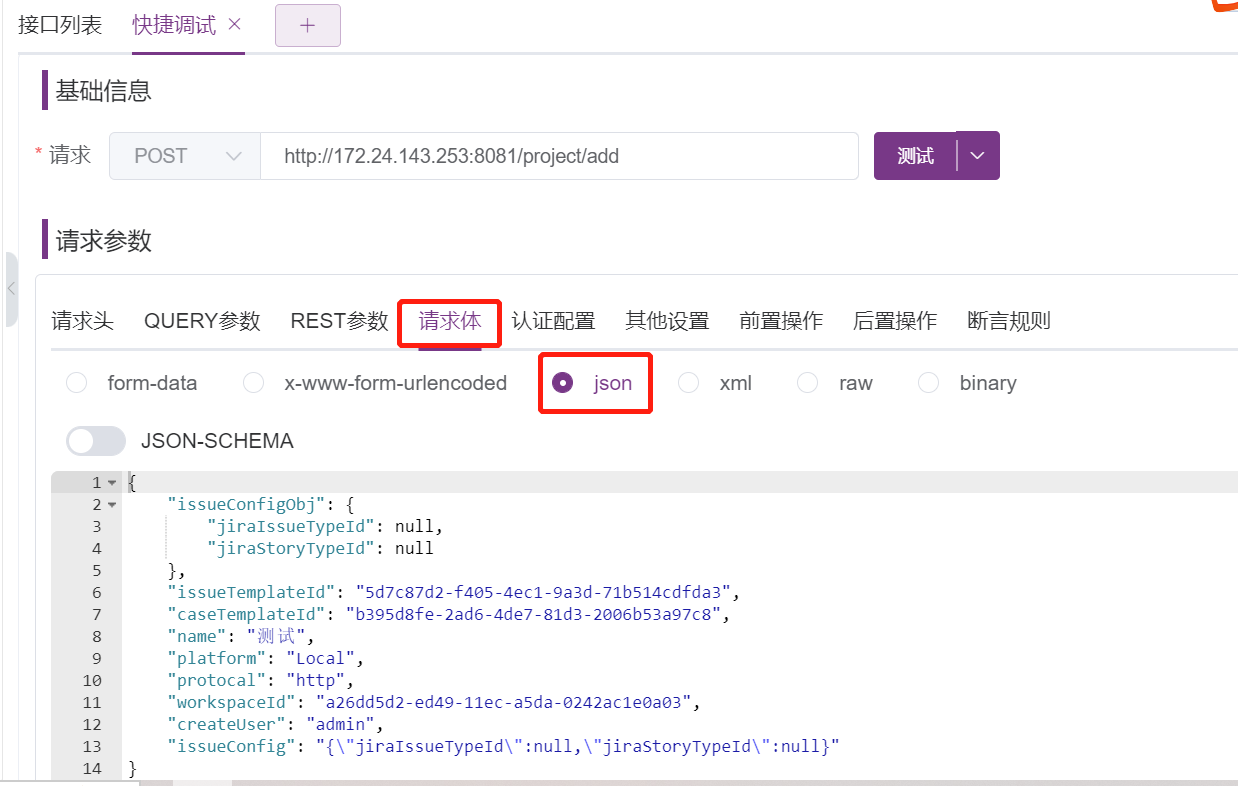 接口列表 快捷调试 × +
基础信息
* 请求 POST http://172.24.143.253:8081/project/add 测试
请求参数
请求头 QUERY参数 REST参数 请求体 认证配置 其他设置 前置操作 后置操作 断言规则
form-data x-www-form-urlencoded json xml raw binary
JSON-SCHEMA
1 {
2 "issueConfigObj": {
3 "jiraIssueTypeId": null,
4 "jiraStoryTypeId": null
5 },
6 "issueTemplateId": "5d7c87d2-f405-4ec1-9a3d-71b514cdfda3",
7 "caseTemplateId": "b395d8fe-2ad6-4de7-81d3-2006b53a97c8",
8 "name": "测试",
9 "platform": "Local",
10 "protocal": "http",
11 "workspaceId": "a26dd5d2-ed49-11ec-a5da-0242ac1e0a03",
12 "createUser": "admin",
13 "issueConfig": "{\"jiraIssueTypeId\":null,\"jiraStoryTypeId\":null}"
14 }